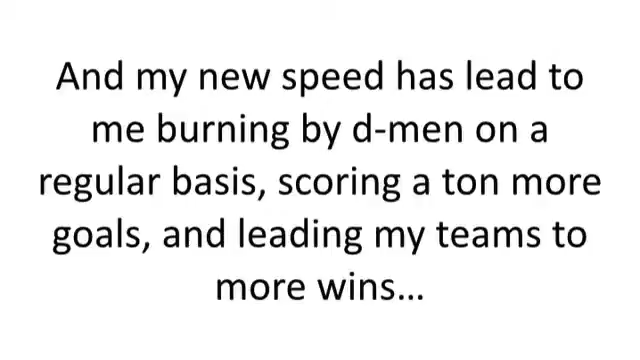 And my new speed has lead to
me burning by d-men on a
regular basis, scoring a ton more
goals, and leading my teams to
more wins...